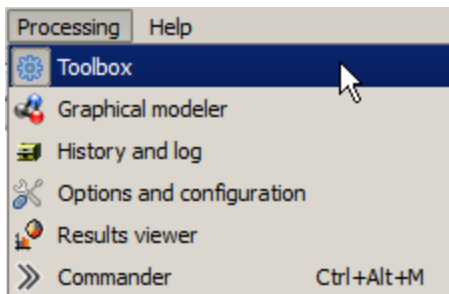 Processing Help
Toolbox
Graphical modeler
History and log
Options and configuration
Results viewer
Commander Ctrl+Alt+M